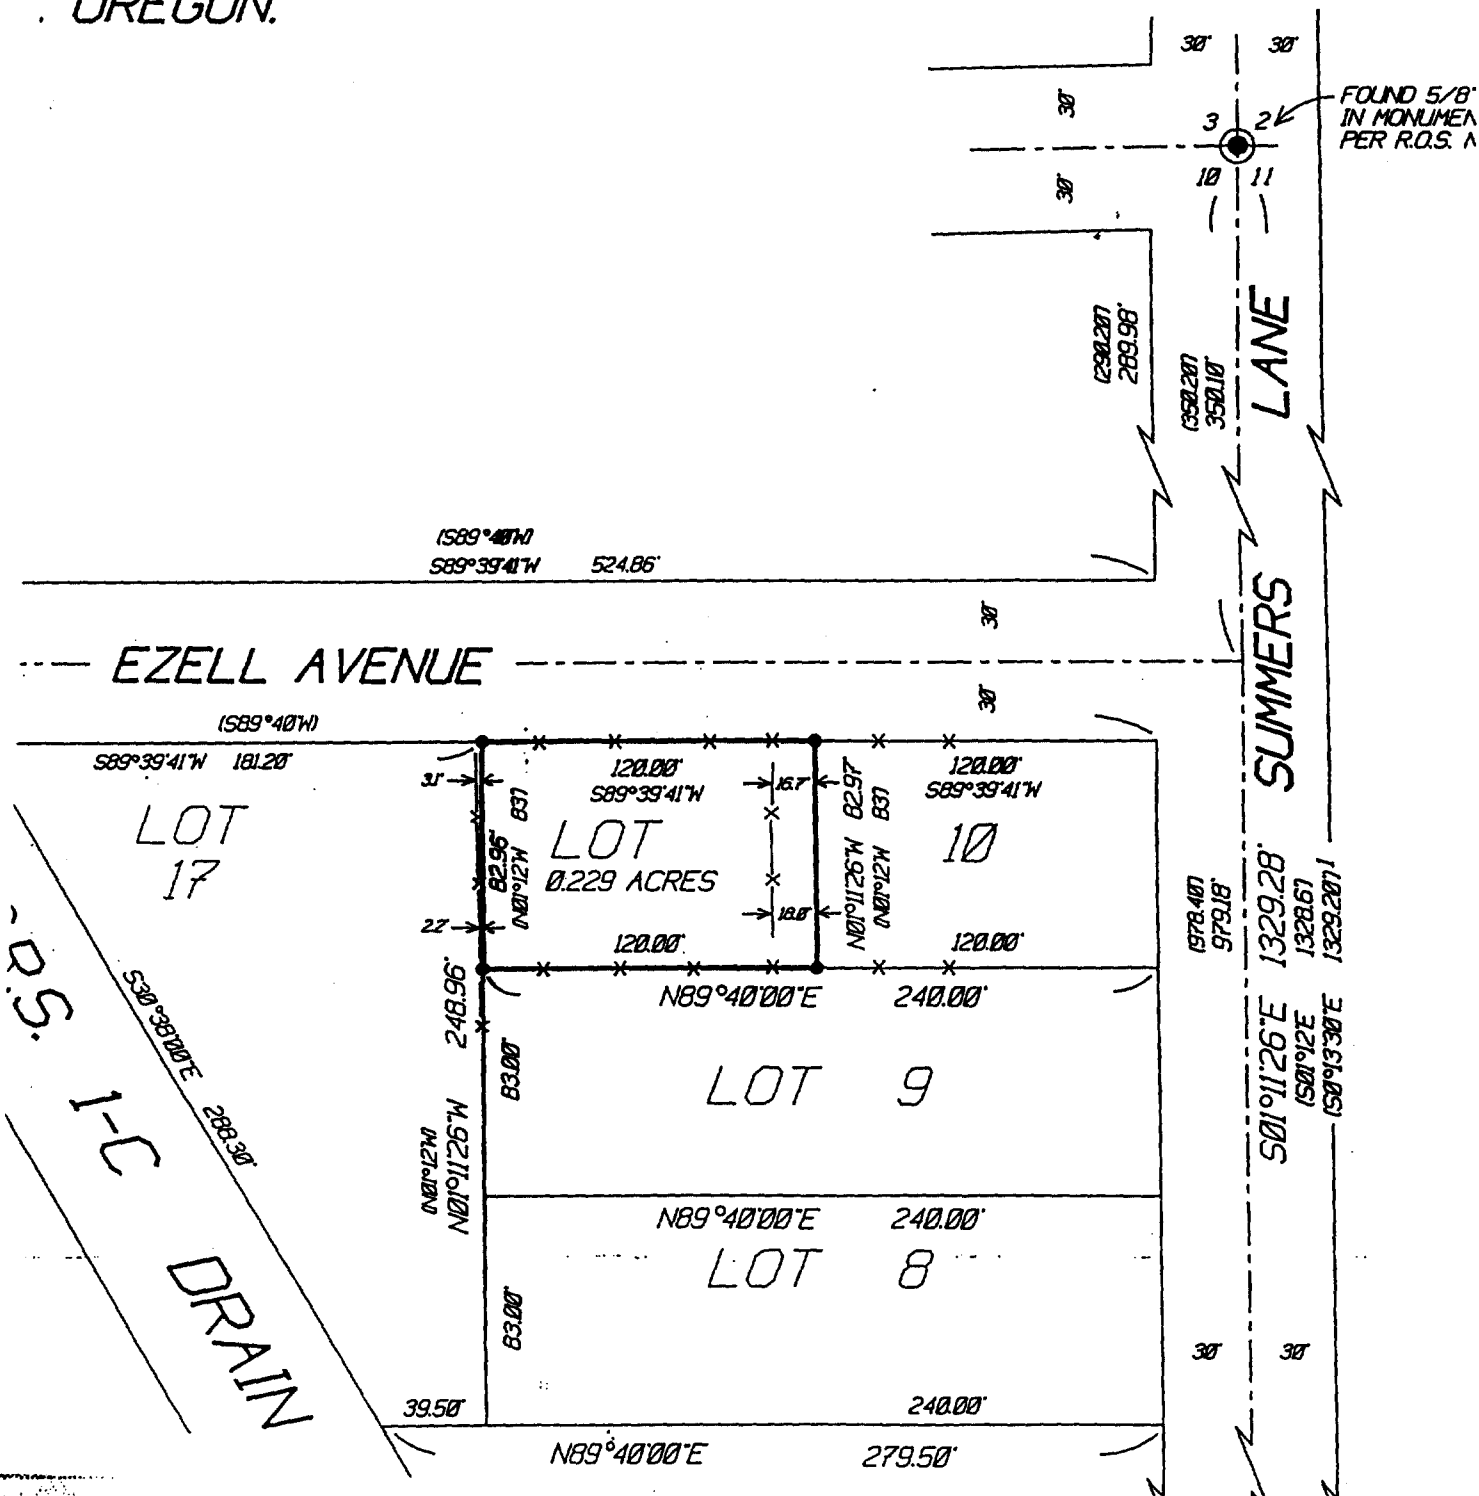 . OREGON.
30' 30'
FOUND 5/8"
IN MONUMEN
PER R.O.S. N
3 2
10 11
30'
30'
(290.20')
289.98'
(350.20')
350.10'
SUMMERS LANE
(S89°40'W)
S89°39'41"W 524.86'
30'
EZELL AVENUE
30'
(S89°40'W)
S89°39'41"W 181.20'
LOT
17
3.1'
2.2'
82.96'
(N01°12'W 83')
120.00'
S89°39'41"W
16.7'
18.0'
LOT 10
0.229 ACRES
120.00'
N01°11'26"W 82.97'
(N01°12'W 83')
120.00'
S89°39'41"W
120.00'
N89°40'00"E 240.00'
(978.40')
979.18'
S01°11'26"E 1329.28'
(S01°12'E 1328.6')
(S0°13'30"E 1329.20')
83.00'
LOT 9
(N01°12'W)
N01°11'26"W 248.96'
N89°40'00"E 240.00'
LOT 8
83.00'
S30°38'00"E 288.30'
1-C DRAIN
30' 30'
39.50' 240.00'
N89°40'00"E 279.50'